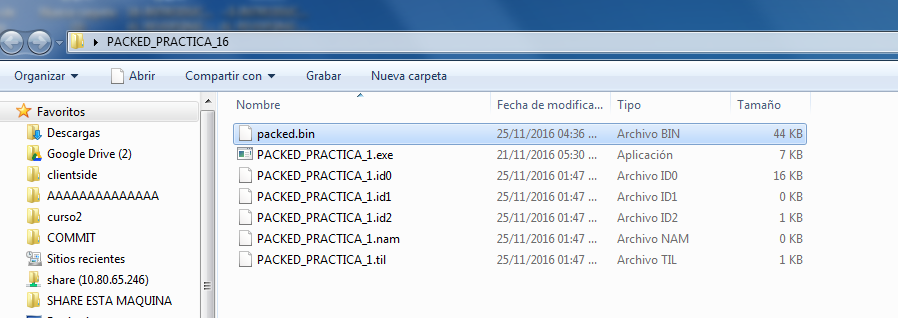 PACKED_PRACTICA_16
Organizar Abrir Compartir con Grabar Nueva carpeta
Favoritos
Descargas
Google Drive (2)
clientside
AAAAAAAAAAAAAA
curso2
COMMIT
Sitios recientes
share (10.80.65.246)
SHARE ESTA MAQUINA
Nombre Fecha de modifica... Tipo Tamaño
packed.bin 25/11/2016 04:36 ... Archivo BIN 44 KB
PACKED_PRACTICA_1.exe 21/11/2016 05:30 ... Aplicación 7 KB
PACKED_PRACTICA_1.id0 25/11/2016 01:47 ... Archivo ID0 16 KB
PACKED_PRACTICA_1.id1 25/11/2016 01:47 ... Archivo ID1 0 KB
PACKED_PRACTICA_1.id2 25/11/2016 01:47 ... Archivo ID2 1 KB
PACKED_PRACTICA_1.nam 25/11/2016 01:47 ... Archivo NAM 0 KB
PACKED_PRACTICA_1.til 25/11/2016 01:47 ... Archivo TIL 1 KB